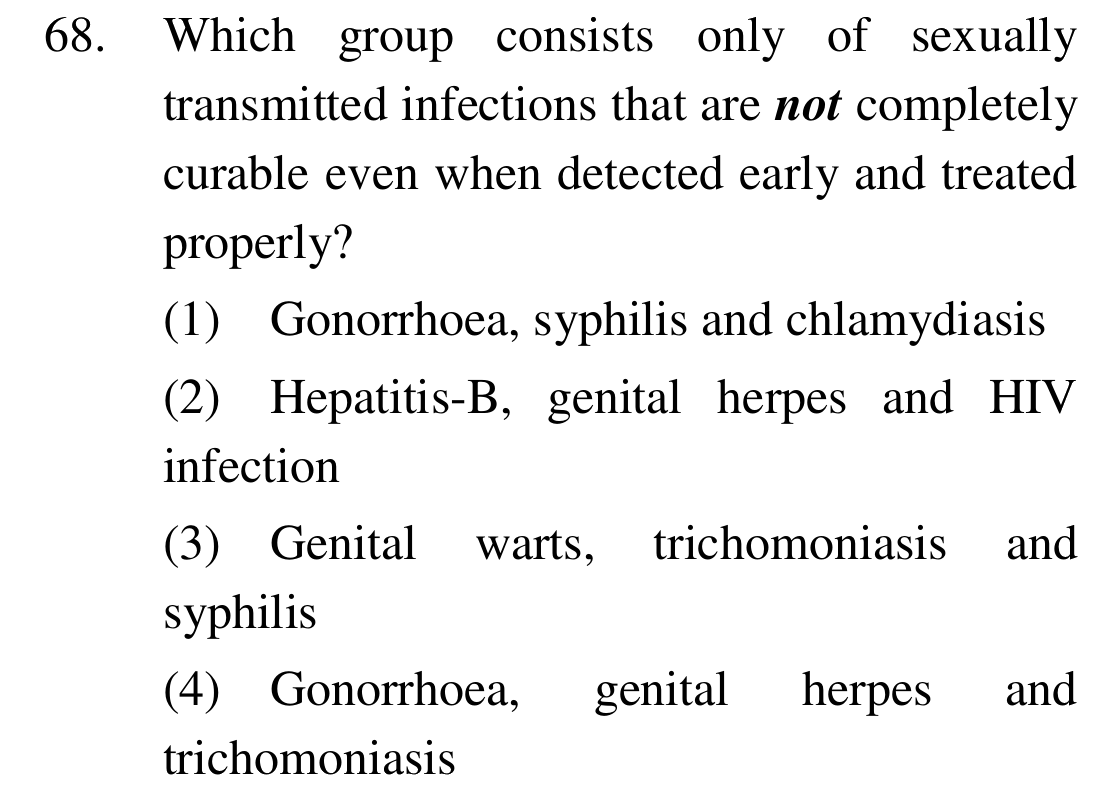 68. Which group consists only of sexually
transmitted infections that are not completely
curable even when detected early and treated
properly?
(1) Gonorrhoea, syphilis and chlamydiasis
(2) Hepatitis-B, genital herpes and HIV
infection
(3) Genital warts, trichomoniasis and
syphilis
(4) Gonorrhoea, genital herpes and
trichomoniasis